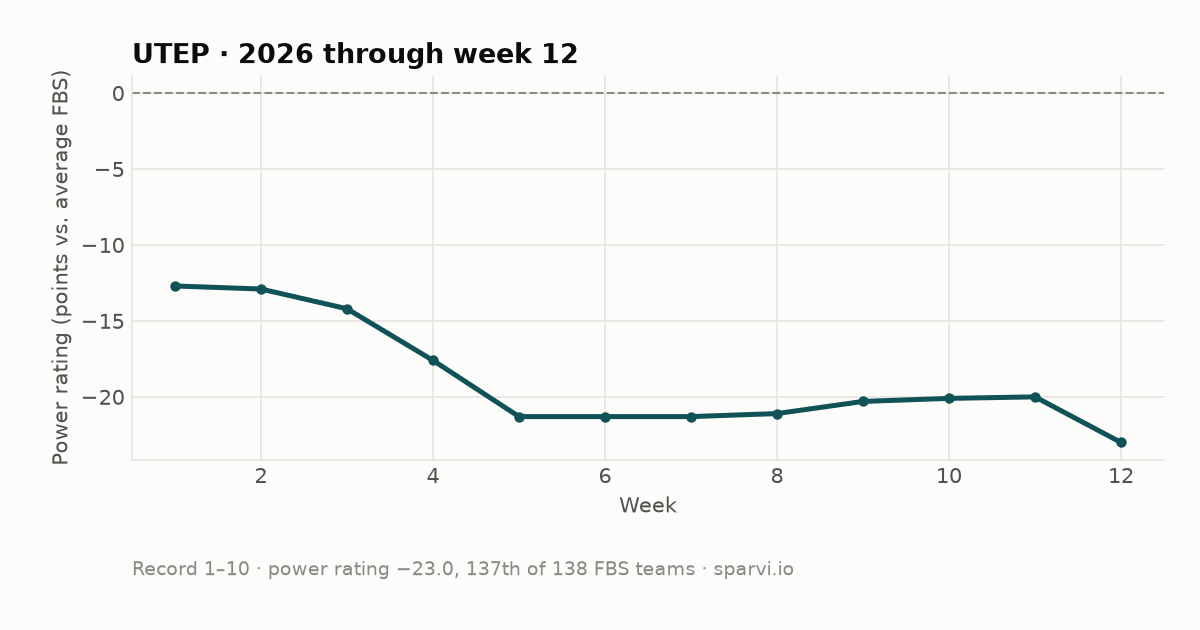 UTEP · 2026 through week 12
Power rating (points vs. average FBS)
0
−5
−10
−15
−20
2 4 6 8 10 12
Week
Record 1–10 · power rating −23.0, 137th of 138 FBS teams · sparvi.io